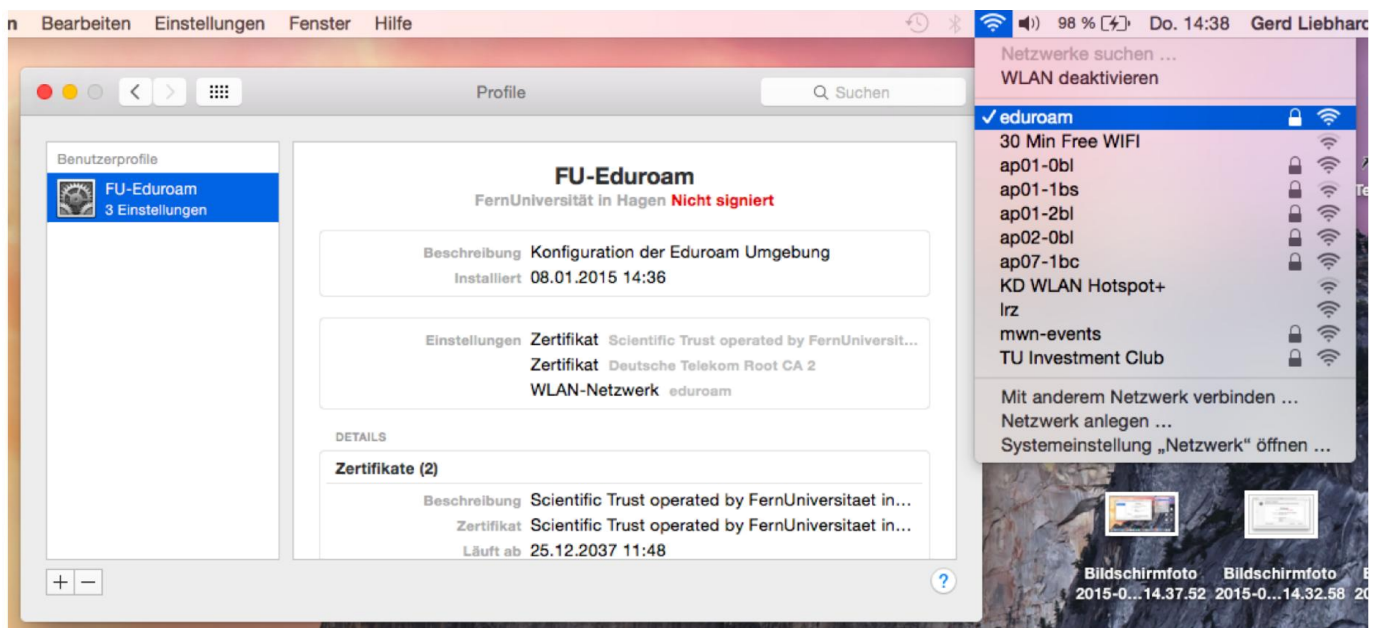 n Bearbeiten Einstellungen Fenster Hilfe 98 % Do. 14:38 Gerd Liebhard
Profile
Suchen
Benutzerprofile
FU-Eduroam
3 Einstellungen
FU-Eduroam
FernUniversität in Hagen Nicht signiert
Beschreibung Konfiguration der Eduroam Umgebung
Installiert 08.01.2015 14:36
Einstellungen Zertifikat Scientific Trust operated by FernUniversit...
Zertifikat Deutsche Telekom Root CA 2
WLAN-Netzwerk eduroam
DETAILS
Zertifikate (2)
Beschreibung Scientific Trust operated by FernUniversitaet in...
Zertifikat Scientific Trust operated by FernUniversitaet in...
Läuft ab 25.12.2037 11:48
+ −
?
Netzwerke suchen ...
WLAN deaktivieren
✓ eduroam
30 Min Free WIFI
ap01-0bl
ap01-1bs
ap01-2bl
ap02-0bl
ap07-1bc
KD WLAN Hotspot+
lrz
mwn-events
TU Investment Club
Mit anderem Netzwerk verbinden ...
Netzwerk anlegen ...
Systemeinstellung „Netzwerk“ öffnen ...
Te
Bildschirmfoto
2015-0...14.37.52
Bildschirmfoto
2015-0...14.32.58
20